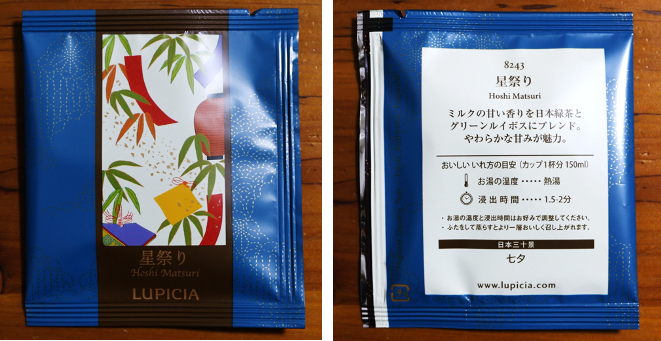 星祭り
Hoshi Matsuri
LUPICIA
8243
星祭り
Hoshi Matsuri
ミルクの甘い香りを日本緑茶と
グリーンルイボスにブレンド。
やわらかな甘みが魅力。
おいしい いれ方の目安 (カップ1杯分 150ml)
お湯の温度 ····· 熱湯
浸出時間 ····· 1.5-2分
・お湯の温度と浸出時間はお好みで調整してください。
・ふたをして蒸らすとより一層おいしく召し上がれます。
日本三十景
七夕
www.lupicia.com